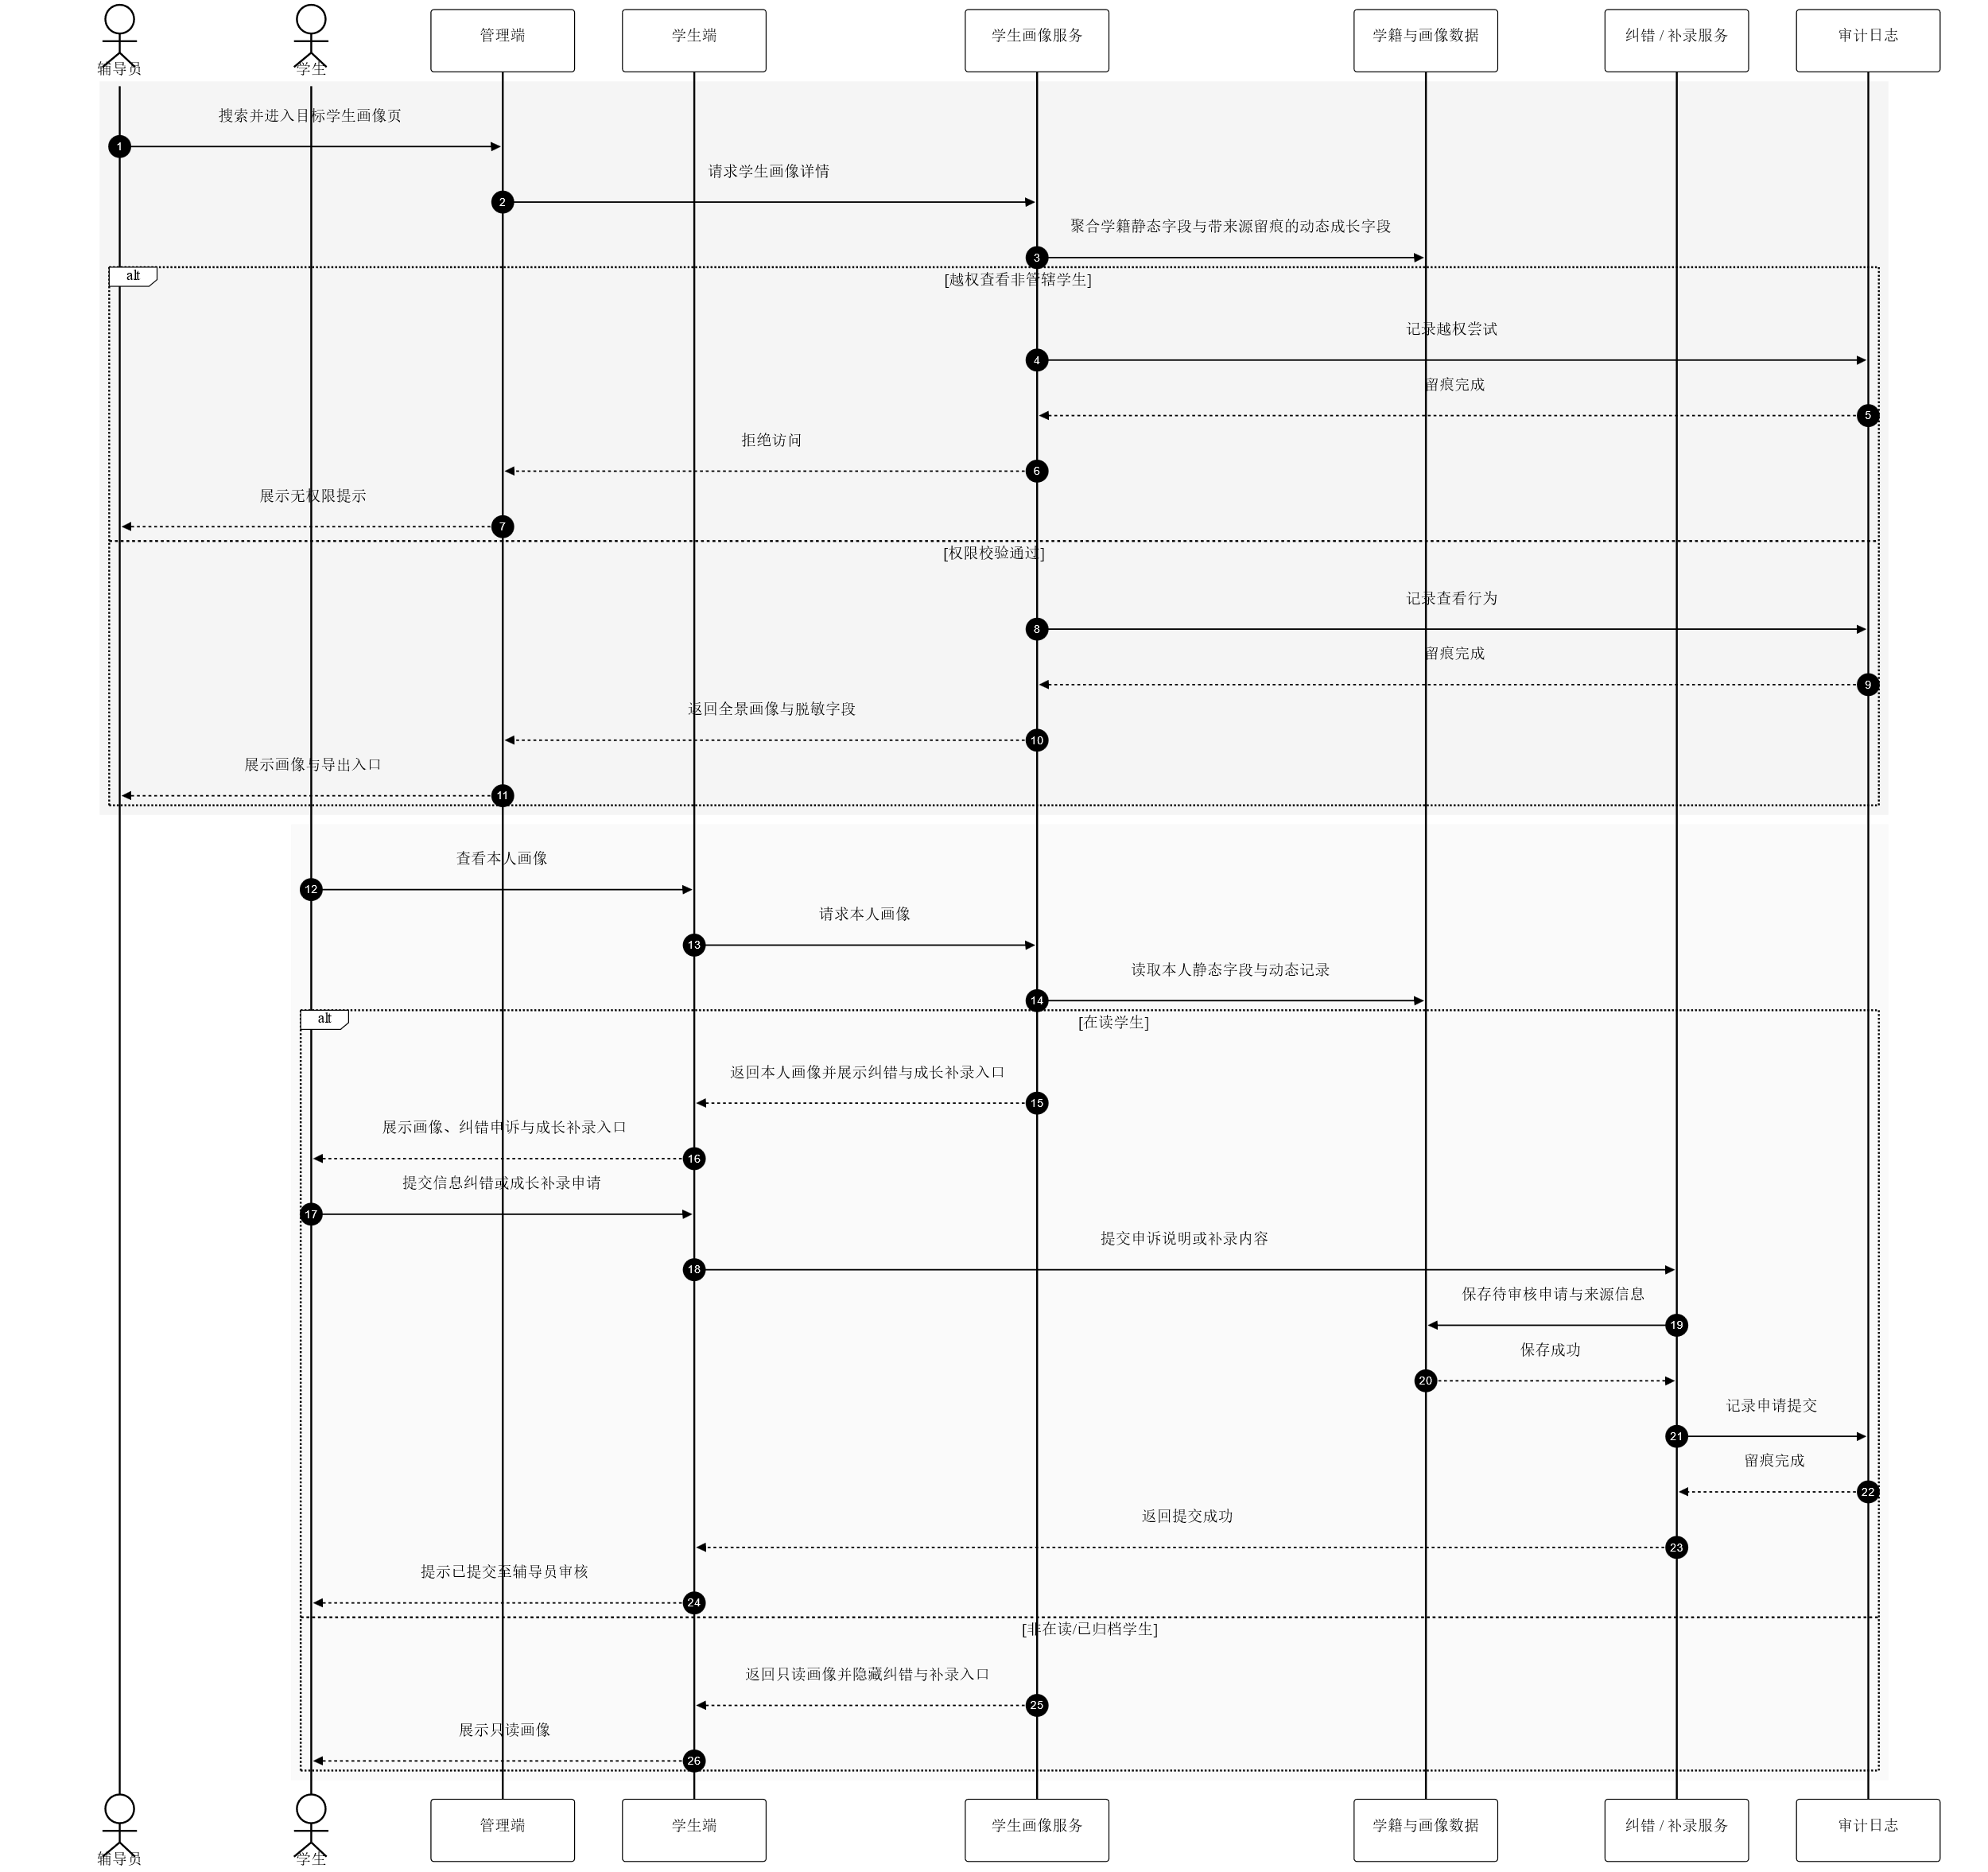 辅导员
学生
管理端
学生端
学生画像服务
学籍与画像数据
纠错 / 补录服务
审计日志
搜索并进入目标学生画像页
1
请求学生画像详情
2
聚合学籍静态字段与带来源留痕的动态成长字段
3
alt
[越权查看非管辖学生]
记录越权尝试
4
留痕完成
5
拒绝访问
6
展示无权限提示
7
[权限校验通过]
记录查看行为
8
留痕完成
9
返回全景画像与脱敏字段
10
展示画像与导出入口
11
查看本人画像
12
请求本人画像
13
读取本人静态字段与动态记录
14
alt
[在读学生]
返回本人画像并展示纠错与成长补录入口
15
展示画像、纠错申诉与成长补录入口
16
提交信息纠错或成长补录申请
17
提交申诉说明或补录内容
18
保存待审核申请与来源信息
19
保存成功
20
记录申请提交
21
留痕完成
22
返回提交成功
23
提示已提交至辅导员审核
24
[非在读/已归档学生]
返回只读画像并隐藏纠错与补录入口
25
展示只读画像
26
辅导员
学生
管理端
学生端
学生画像服务
学籍与画像数据
纠错 / 补录服务
审计日志